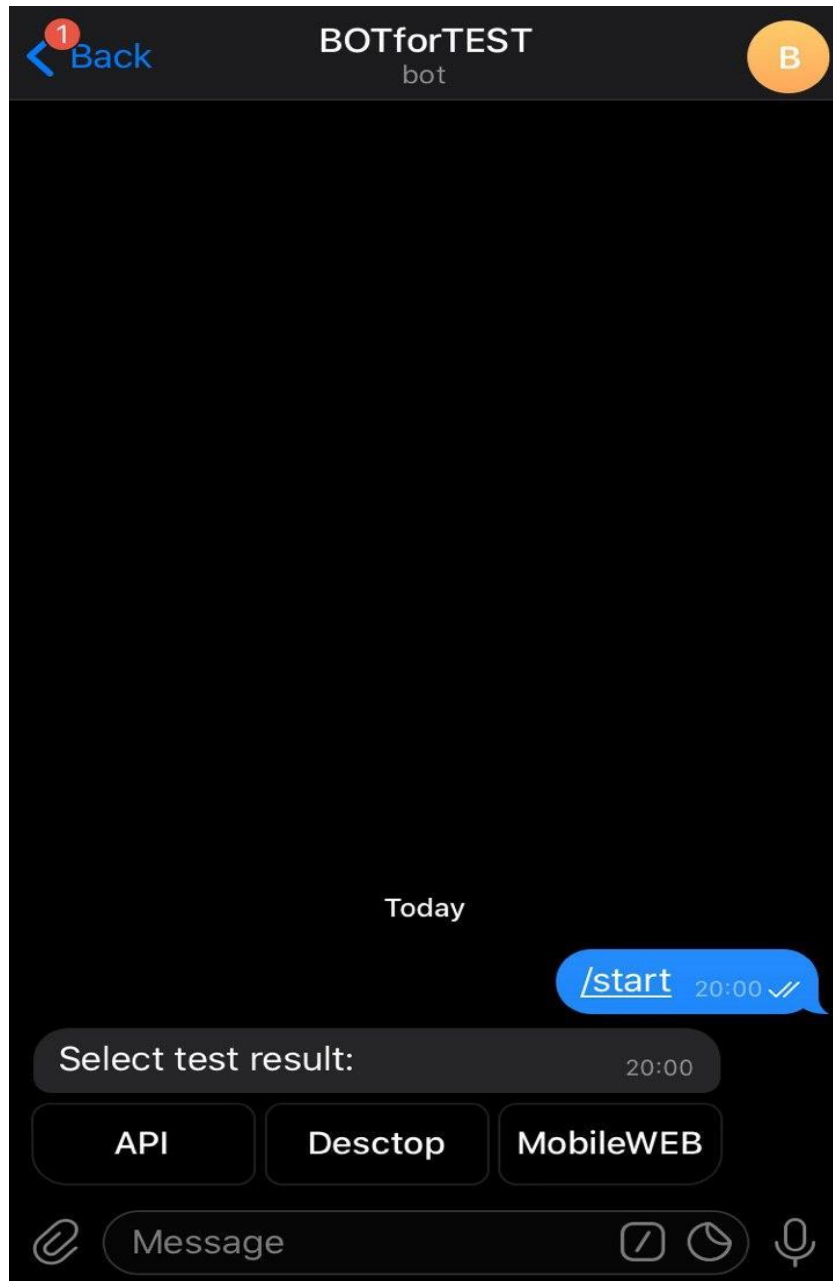 1
Back
BOTforTEST
bot
B
Today
/start 20:00
Select test result: 20:00
API Desctop MobileWEB
Message